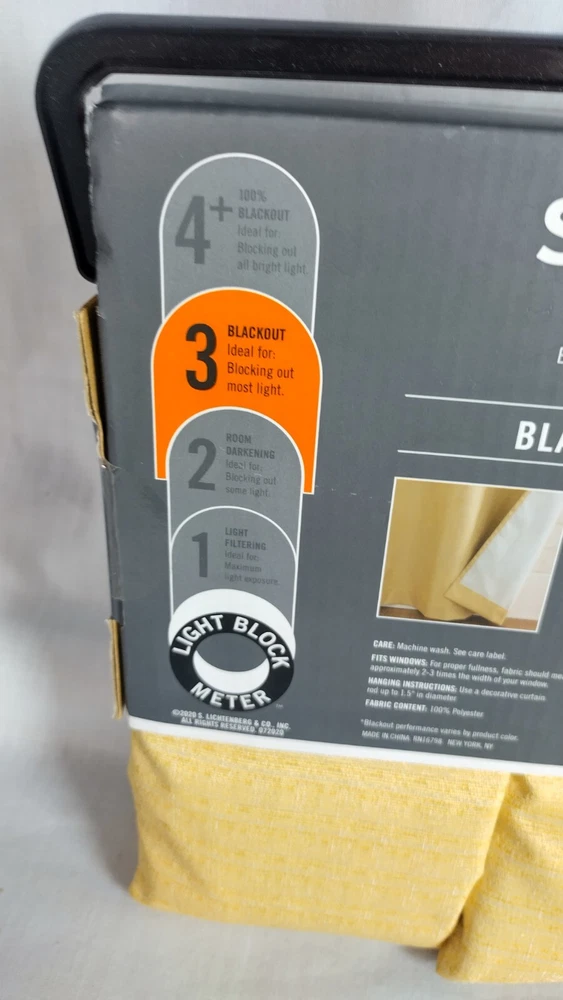 4+
100%
BLACKOUT
Ideal for:
Blocking out
all bright light.
3
BLACKOUT
Ideal for:
Blocking out
most light.
2
ROOM
DARKENING
Ideal for:
Blocking out
some light.
1
LIGHT
FILTERING
Ideal for:
Maximum
light exposure.
LIGHT BLOCK
METER™
©2020 S. LICHTENBERG & CO., INC.
ALL RIGHTS RESERVED. 072020
S
BLA
CARE: Machine wash. See care label.
FITS WINDOWS: For proper fullness, fabric should me
approximately 2-3 times the width of your window.
HANGING INSTRUCTIONS: Use a decorative curtain
rod up to 1.5" in diameter.
FABRIC CONTENT: 100% Polyester
*Blackout performance varies by product color.
MADE IN CHINA RN16798 NEW YORK, NY